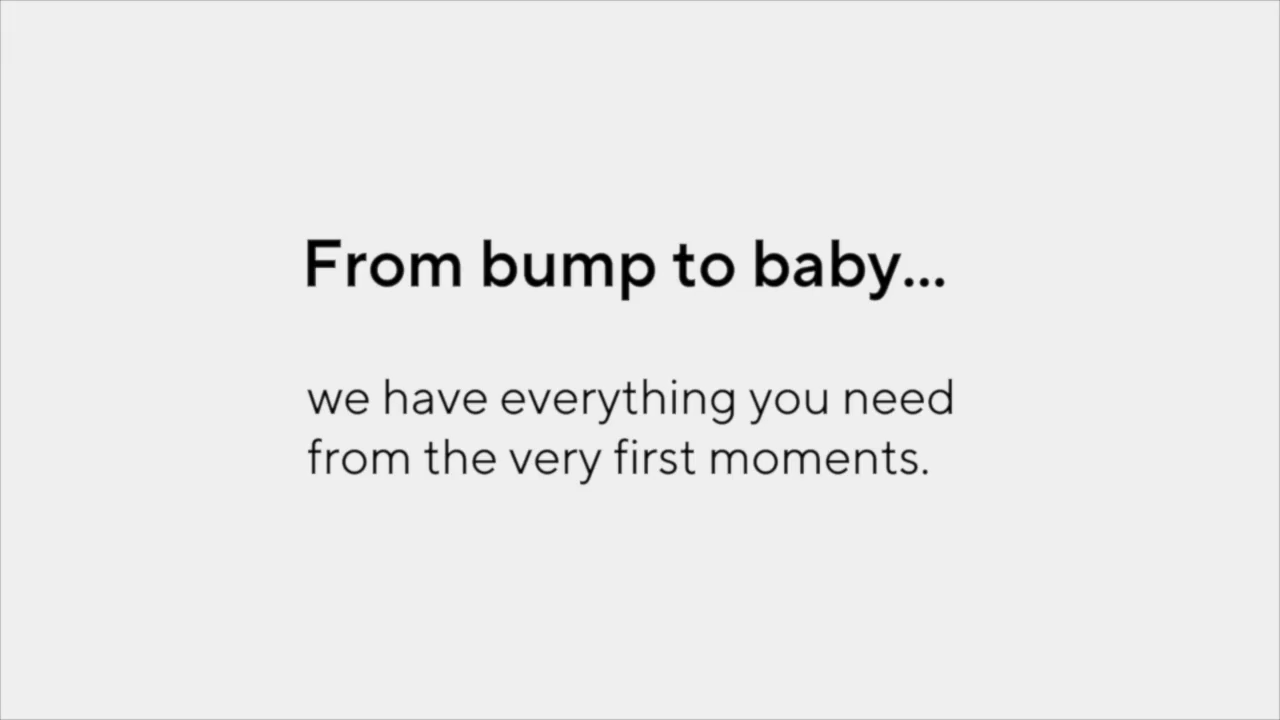 From bump to baby...
we have everything you need
from the very first moments.